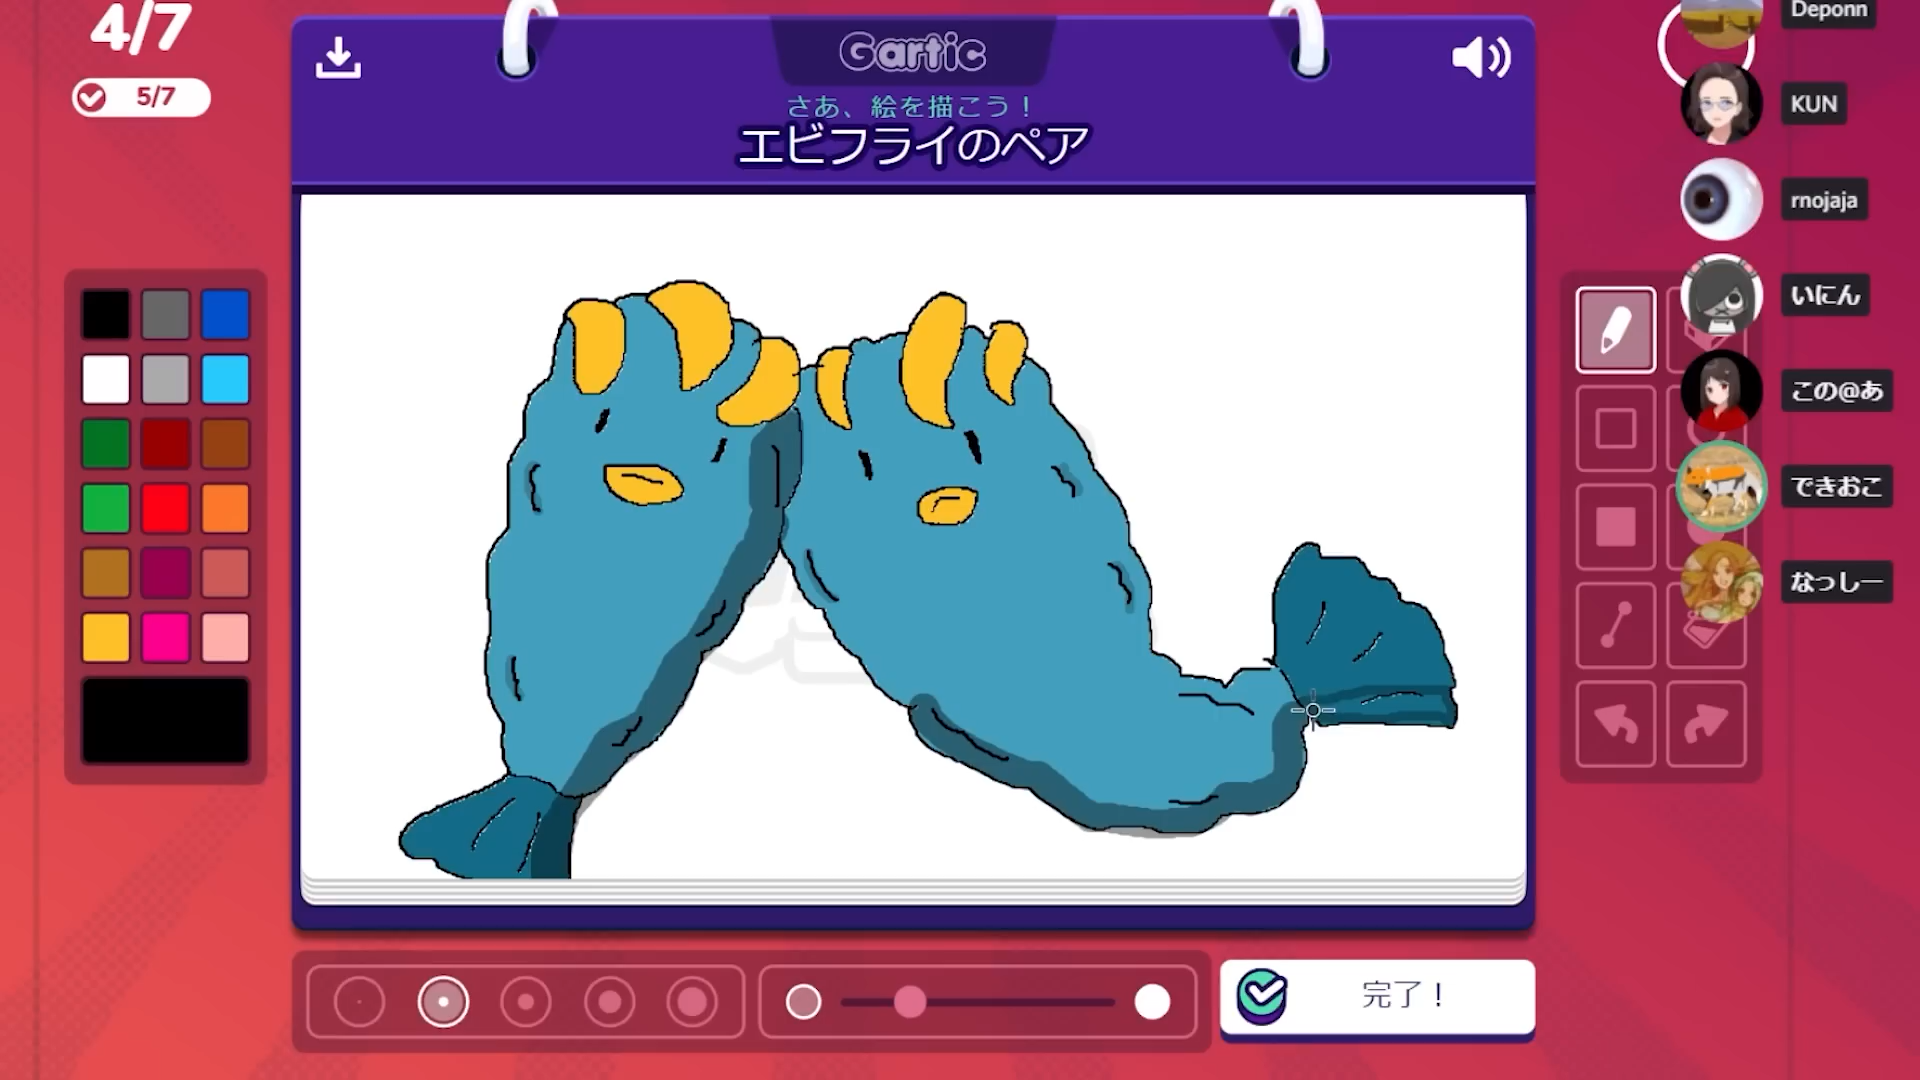 4/7
5/7
Gartic
さあ、絵を描こう！
エビフライのペア
Deponn
KUN
rnojaja
いにん
この@あ
できおこ
なっしー
完了！